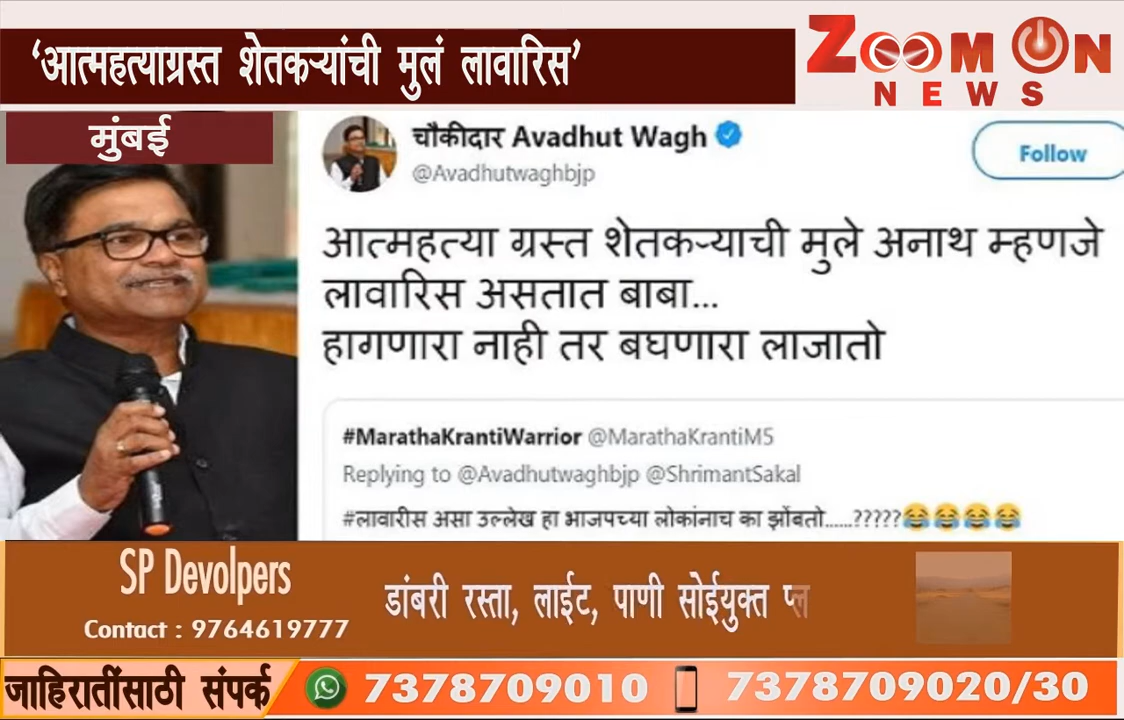 ‘आत्महत्याग्रस्त शेतकऱ्यांची मुलं लावारिस’
ZOOM ON
NEWS
मुंबई
चौकीदार Avadhut Wagh
@Avadhutwaghbjp
Follow
आत्महत्या ग्रस्त शेतकऱ्याची मुले अनाथ म्हणजे
लावारिस असतात बाबा...
हागणारा नाही तर बघणारा लाजातो
#MarathaKrantiWarrior @MarathaKrantiM5
Replying to @Avadhutwaghbjp @ShrimantSakal
#लावारीस असा उल्लेख हा भाजपच्या लोकांनाच का झोंबतो......?????😂😂😂😂
SP Devolpers
Contact : 9764619777
डांबरी रस्ता, लाईट, पाणी सोईयुक्त प्ल
जाहिरातींसाठी संपर्क
7378709010
7378709020/30